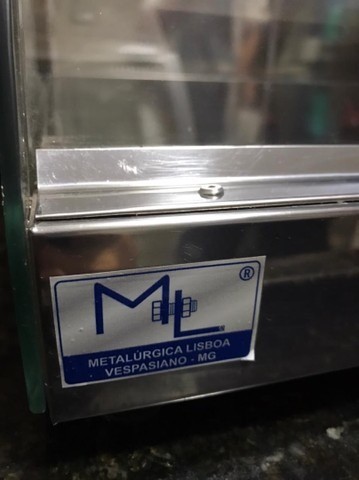 ®
ML
METALÚRGICA LISBOA
VESPASIANO - MG